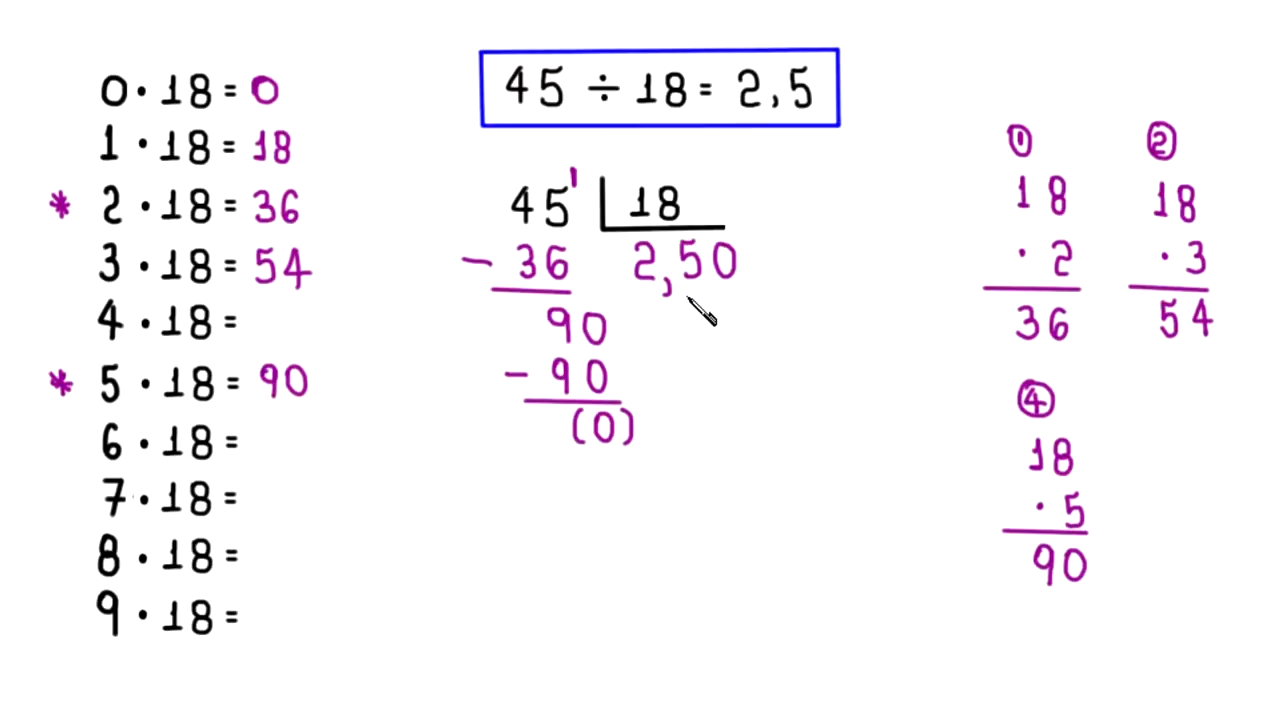 0 · 18 = 0
1 · 18 = 18
* 2 · 18 = 36
3 · 18 = 54
4 · 18 =
* 5 · 18 = 90
6 · 18 =
7 · 18 =
8 · 18 =
9 · 18 =
45 ÷ 18 = 2,5
45' 18
- 36 2,50
90
- 90
(0)
① ②
18 18
· 2 · 3
36 54
④
18
· 5
90